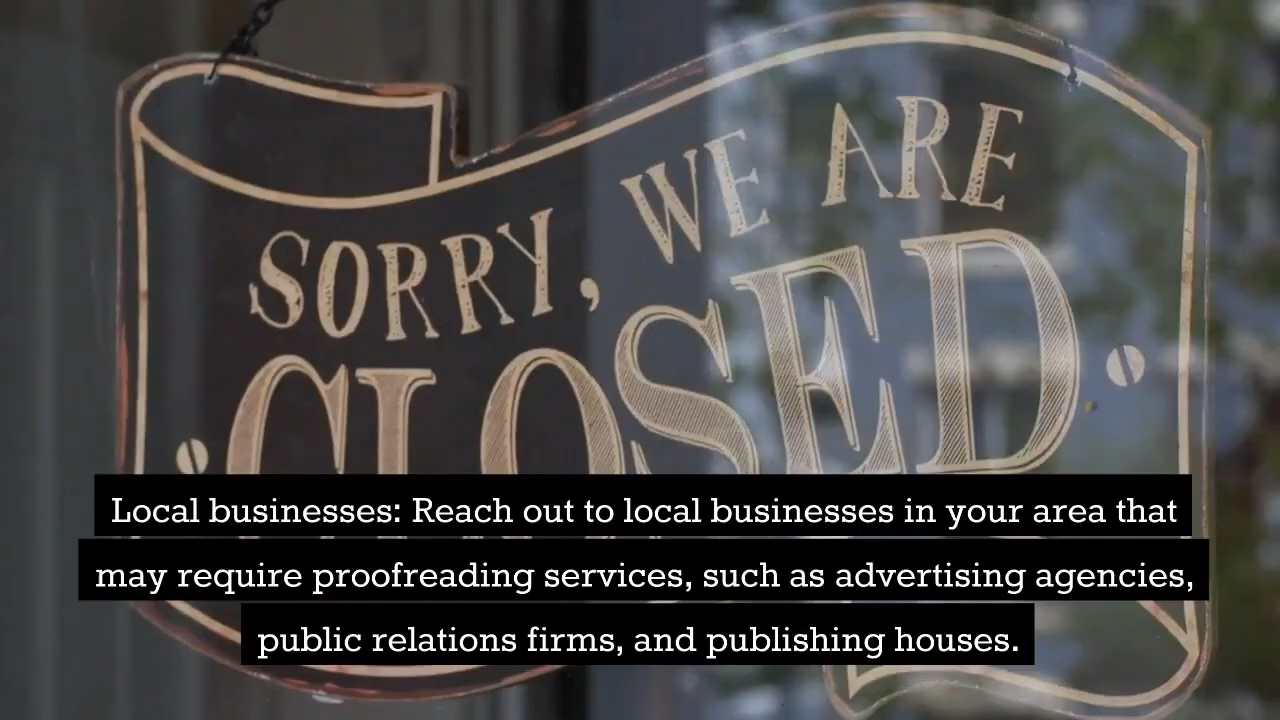 SORRY, WE ARE
CLOSED
Local businesses: Reach out to local businesses in your area that
may require proofreading services, such as advertising agencies,
public relations firms, and publishing houses.